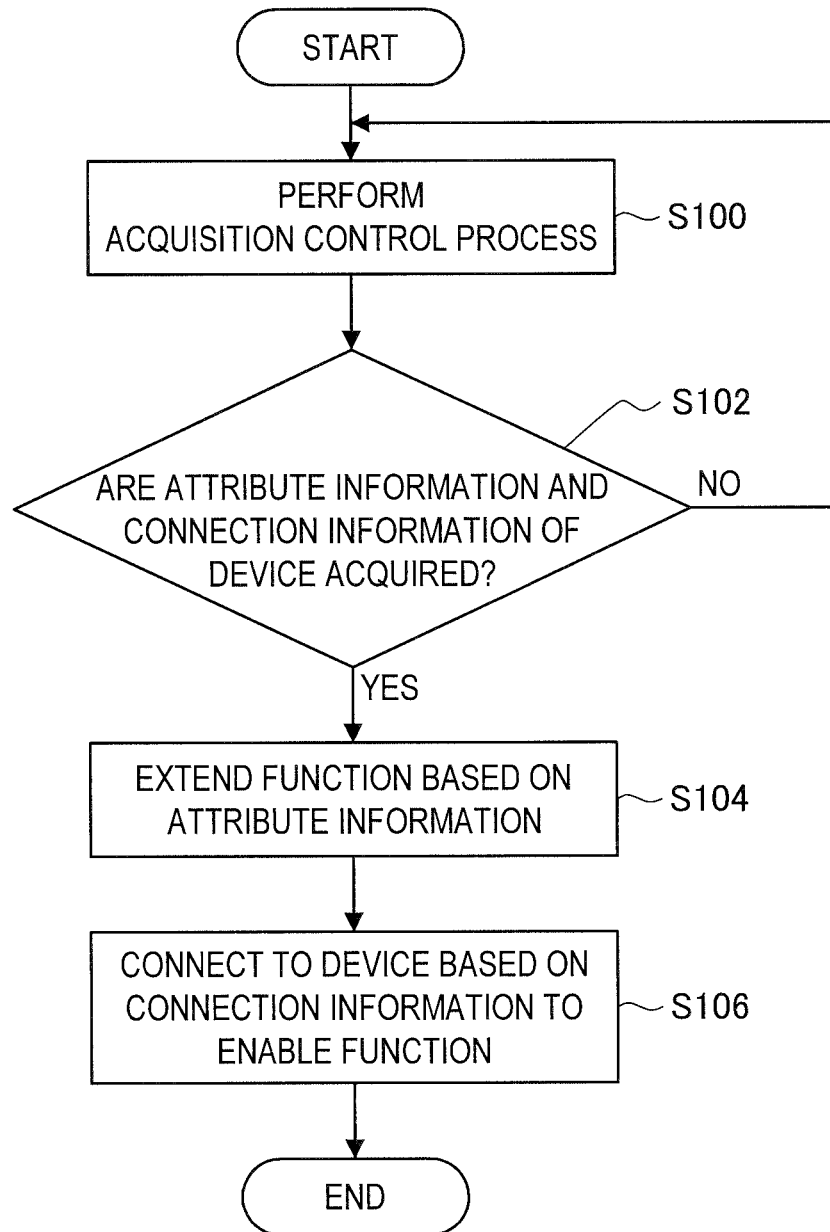 START
PERFORM
ACQUISITION CONTROL PROCESS
S100
S102
ARE ATTRIBUTE INFORMATION AND
CONNECTION INFORMATION OF
DEVICE ACQUIRED?
NO
YES
EXTEND FUNCTION BASED ON
ATTRIBUTE INFORMATION
S104
CONNECT TO DEVICE BASED ON
CONNECTION INFORMATION TO
ENABLE FUNCTION
S106
END